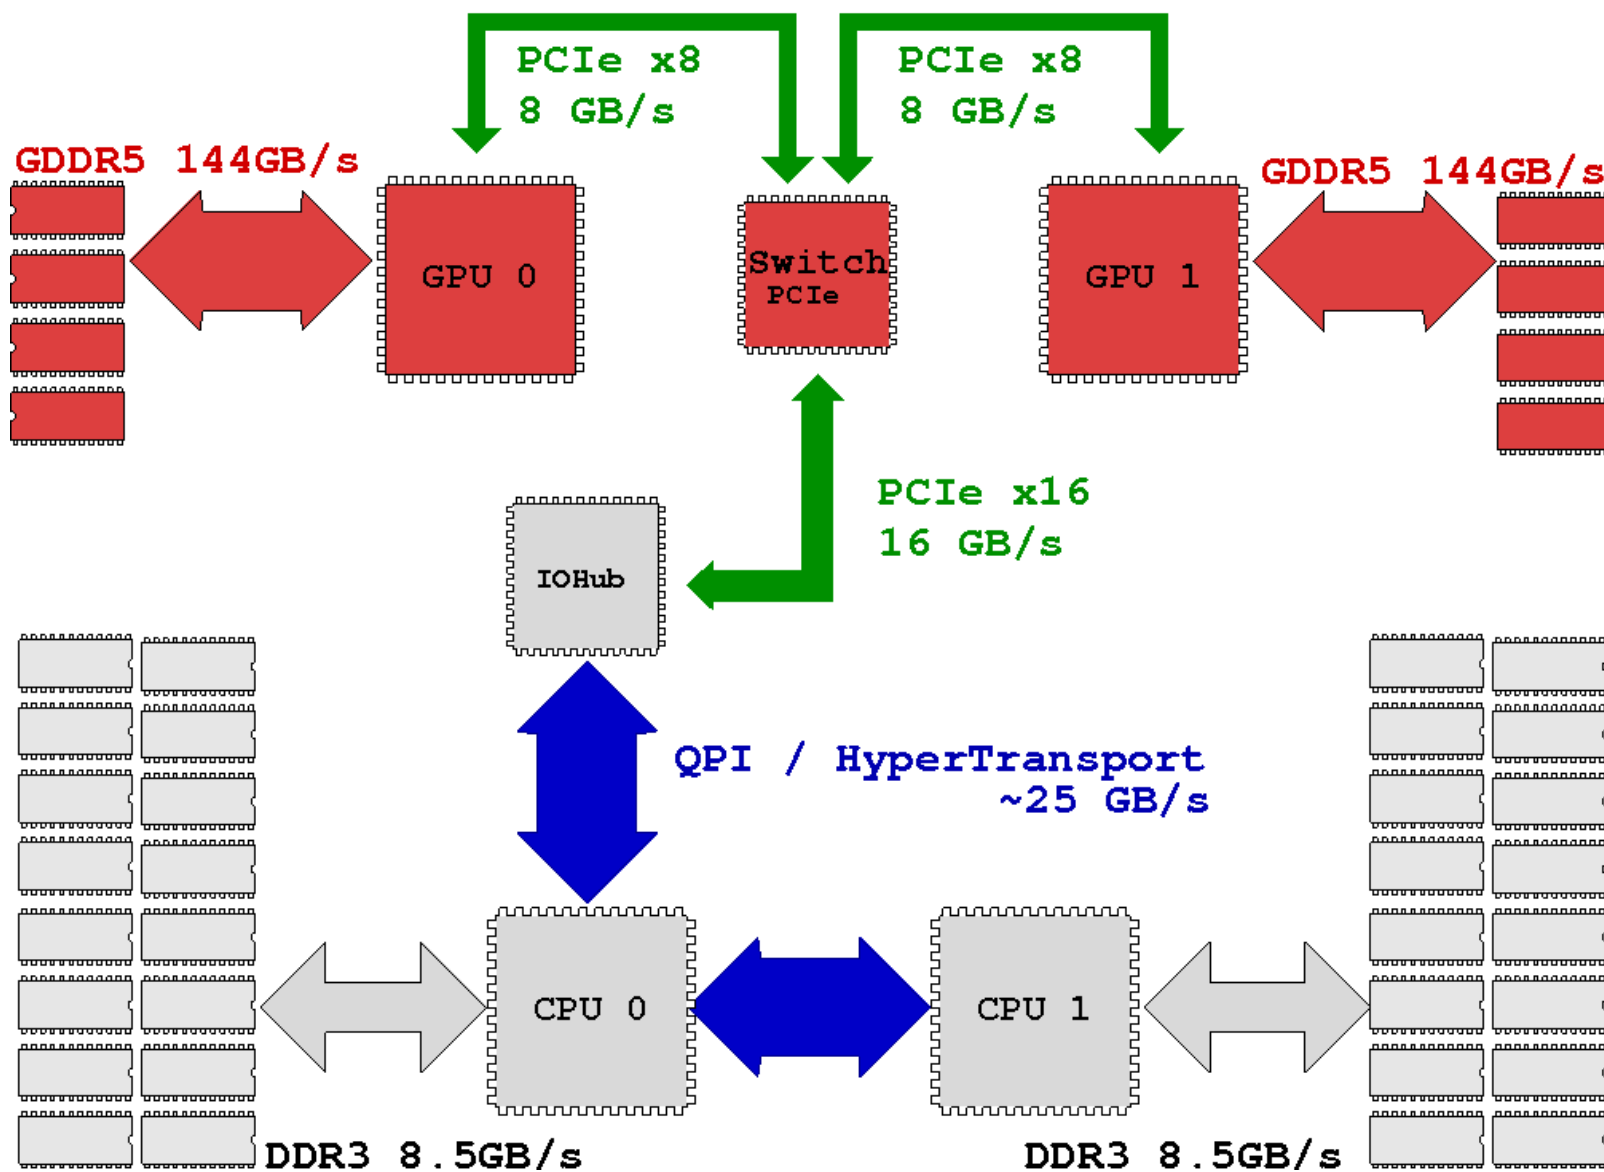 PCIe x8
8 GB/s
PCIe x8
8 GB/s
GDDR5 144GB/s
GDDR5 144GB/s
GPU 0
Switch
PCIe
GPU 1
PCIe x16
16 GB/s
IOHub
QPI / HyperTransport
~25 GB/s
CPU 0
CPU 1
DDR3 8.5GB/s
DDR3 8.5GB/s